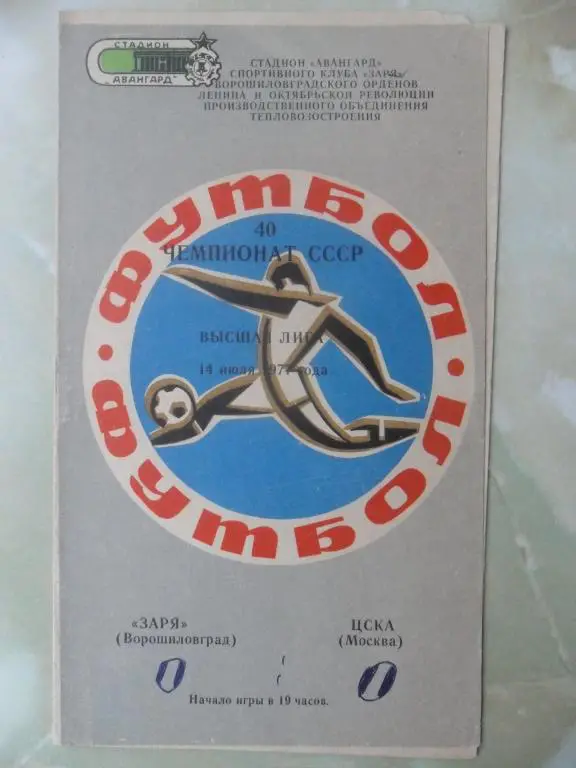 СТАДИОН
АВАНГАРД
СТАДИОН «АВАНГАРД»
СПОРТИВНОГО КЛУБА «ЗАРЯ»
ВОРОШИЛОВГРАДСКОГО ОРДЕНОВ
ЛЕНИНА И ОКТЯБРЬСКОЙ РЕВОЛЮЦИИ
ПРОИЗВОДСТВЕННОГО ОБЪЕДИНЕНИЯ
ТЕПЛОВОЗОСТРОЕНИЯ
ФУТБОЛ · ФУТБОЛ ·
40
ЧЕМПИОНАТ СССР
ВЫСШАЯ ЛИГА
14 июля 1977 года
«ЗАРЯ»
(Ворошиловград)
ЦСКА
(Москва)
0 : 0
Начало игры в 19 часов.